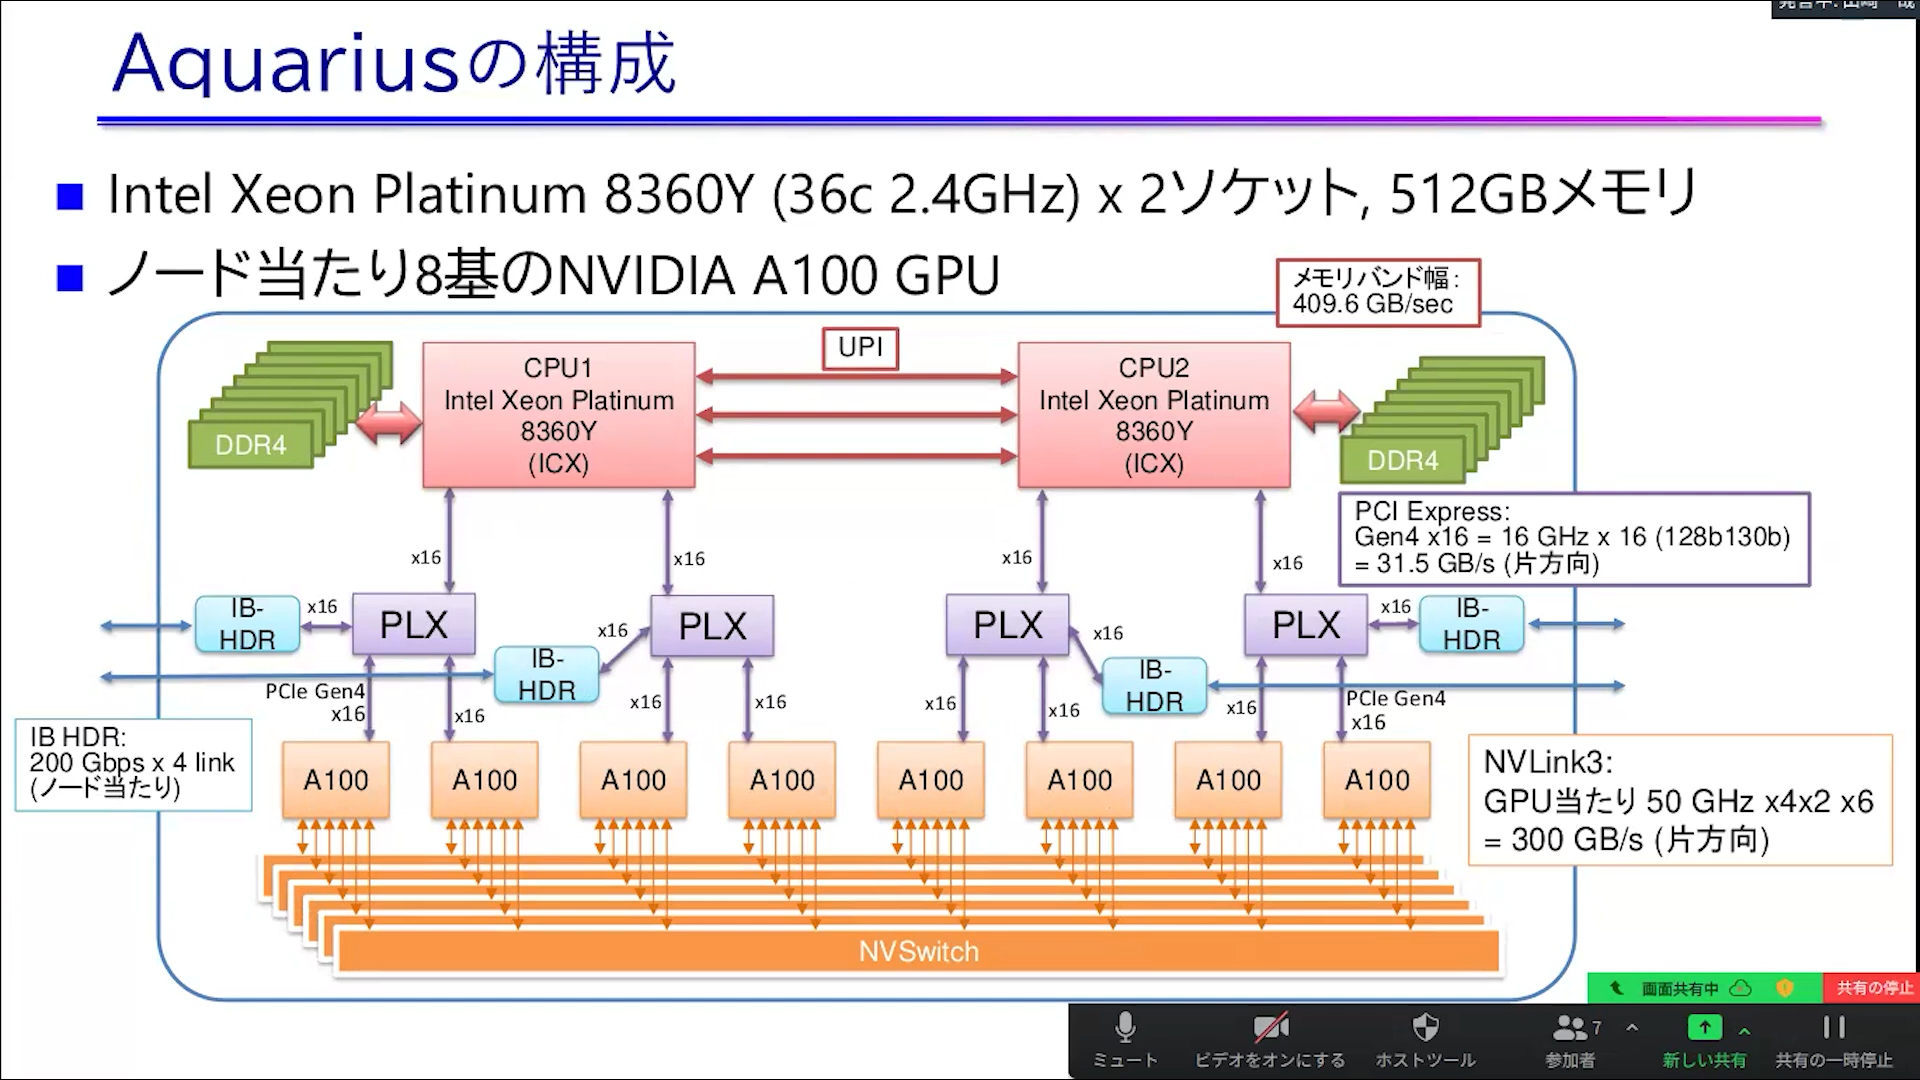 Aquariusの構成
Intel Xeon Platinum 8360Y (36c 2.4GHz) x 2ソケット, 512GBメモリ
ノード当たり8基のNVIDIA A100 GPU
メモリバンド幅:
409.6 GB/sec
UPI
CPU1
Intel Xeon Platinum
8360Y
(ICX)
CPU2
Intel Xeon Platinum
8360Y
(ICX)
DDR4
DDR4
PCI Express:
Gen4 x16 = 16 GHz x 16 (128b130b)
= 31.5 GB/s (片方向)
x16
x16
x16
x16
IB-
HDR
x16
PLX
IB-
HDR
x16
PLX
PLX
x16
IB-
HDR
PLX
x16
IB-
HDR
PCIe Gen4
x16
x16
x16
x16
x16
x16
x16
PCIe Gen4
x16
IB HDR:
200 Gbps x 4 link
(ノード当たり)
A100
A100
A100
A100
A100
A100
A100
A100
NVLink3:
GPU当たり 50 GHz x4x2 x6
= 300 GB/s (片方向)
NVSwitch
画面共有中
共有の停止
ミュート
ビデオをオンにする
ホストツール
7
参加者
新しい共有
共有の一時停止